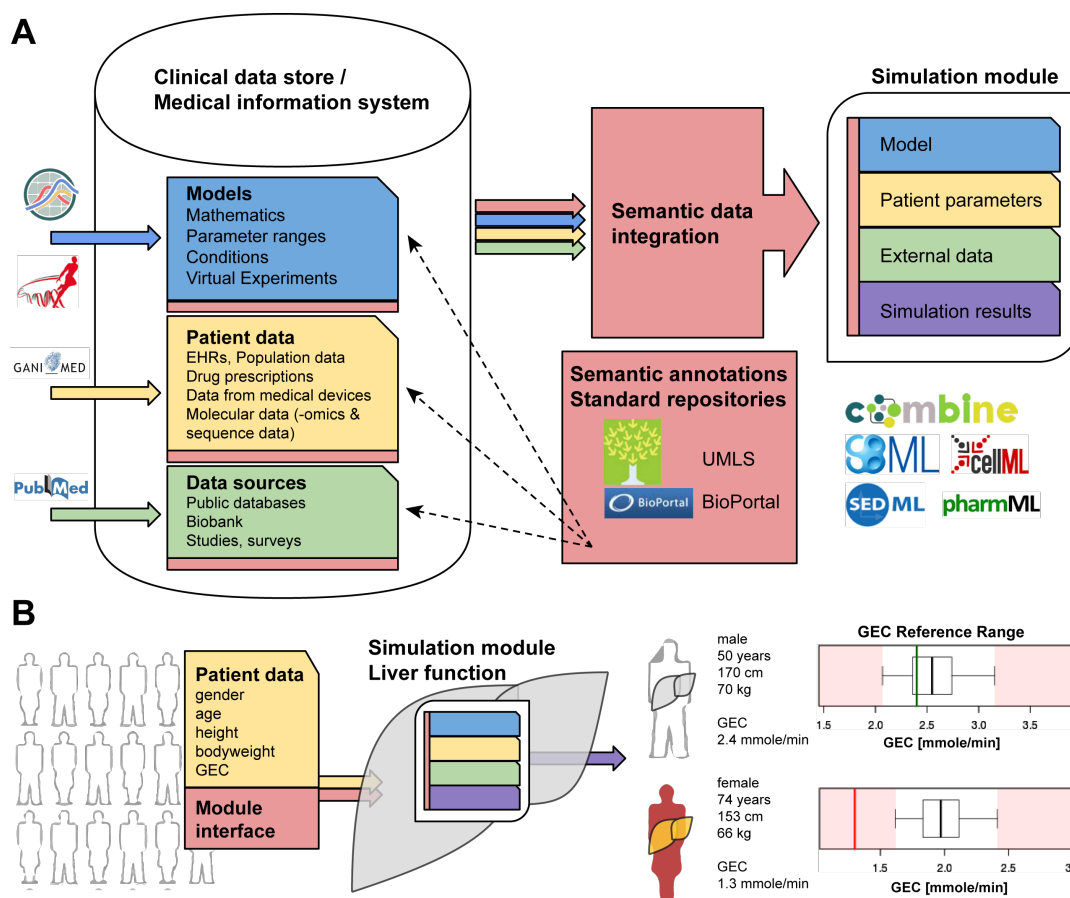 A
Clinical data store /
Medical information system
Models
Mathematics
Parameter ranges
Conditions
Virtual Experiments
GANI MED
Patient data
EHRs, Population data
Drug prescriptions
Data from medical devices
Molecular data (-omics &
sequence data)
PubMed
Data sources
Public databases
Biobank
Studies, surveys
Semantic data
integration
Semantic annotations
Standard repositories
UMLS
BioPortal
BioPortal
Simulation module
Model
Patient parameters
External data
Simulation results
combine
SBML
cellML
SED ML
pharmML
B
Patient data
gender
age
height
bodyweight
GEC
Module
interface
Simulation module
Liver function
male
50 years
170 cm
70 kg
GEC
2.4 mmole/min
GEC Reference Range
1.5 2.0 2.5 3.0 3.5
GEC [mmole/min]
female
74 years
153 cm
66 kg
GEC
1.3 mmole/min
1.5 2.0 2.5 3.0
GEC [mmole/min]